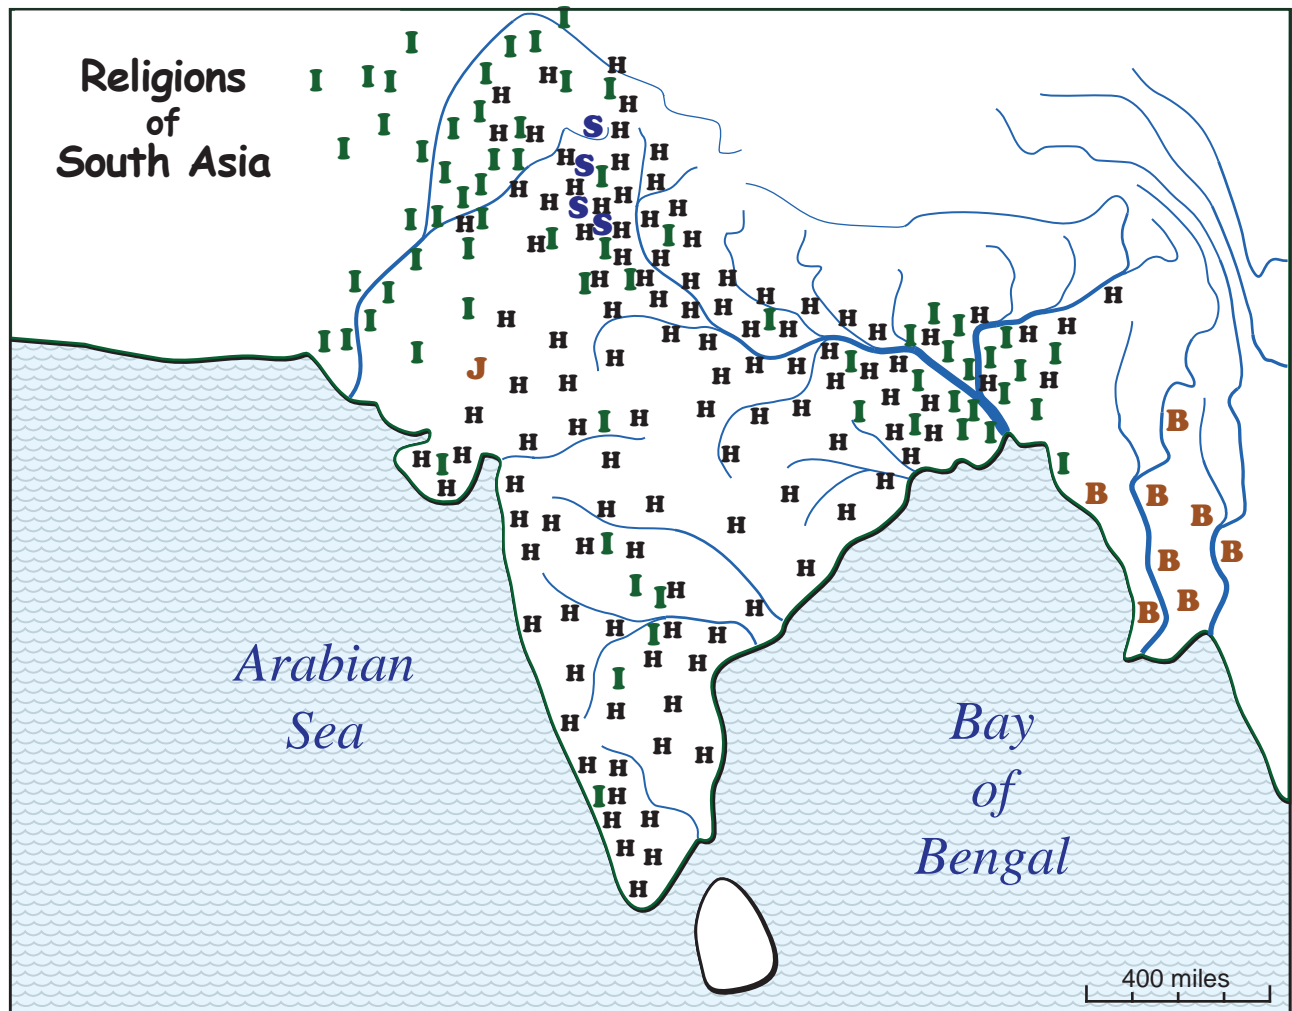 Religions
of
South Asia
I
I I I
I I I I H I H I
H I H
I I H I H S H
I I I I H S H H
I I H H I H
I H S H H H
I I H I H S H H
I H I I I H
I H H
I I I H I H H H
H H H
I H H H H I
I H I H I H
H H H H I H I H H
I I H H
I H H I I I I
J H H H H I I
H H H H I H H
H H I I
H H H H I I I
H I H I B
H H H H I I
H I H H H H I
H H H H B B
H H H
H H H B
H H I H B
H B
I I H B
H H B
H H I H H
H H
H I
H H
H
H H
H H
I H
H H
H H
H
Arabian
Sea
Bay
of
Bengal
400 miles